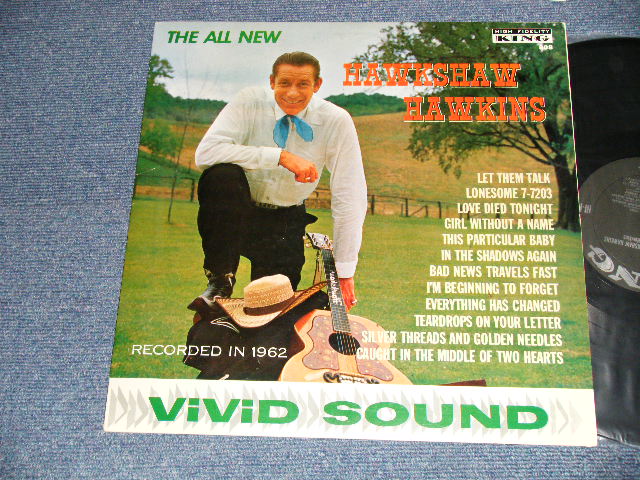 THE ALL NEW
HIGH FIDELITY
KING
808
HAWKSHAW
HAWKINS
LET THEM TALK
LONESOME 7-7203
LOVE DIED TONIGHT
GIRL WITHOUT A NAME
THIS PARTICULAR BABY
IN THE SHADOWS AGAIN
BAD NEWS TRAVELS FAST
I'M BEGINNING TO FORGET
EVERYTHING HAS CHANGED
TEARDROPS ON YOUR LETTER
SILVER THREADS AND GOLDEN NEEDLES
CAUGHT IN THE MIDDLE OF TWO HEARTS
RECORDED IN 1962
ViViD SOUND